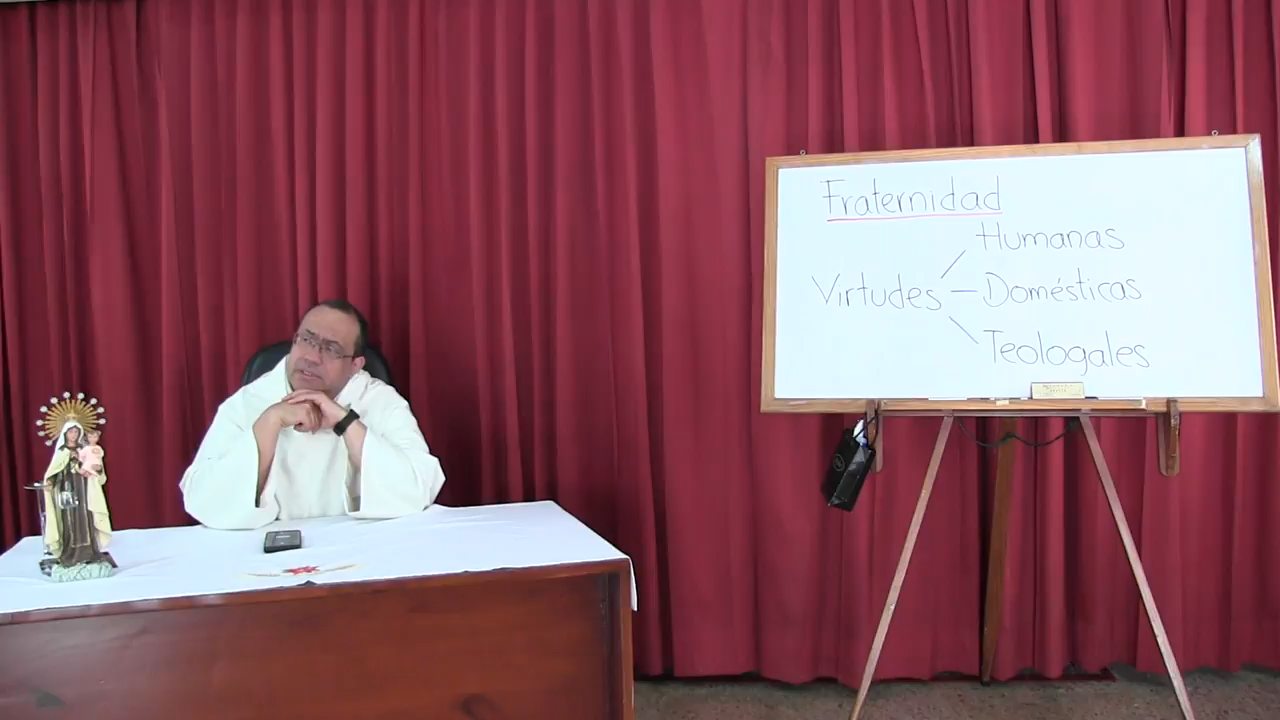 Fraternidad
Humanas
Virtudes
Domésticas
Teologales